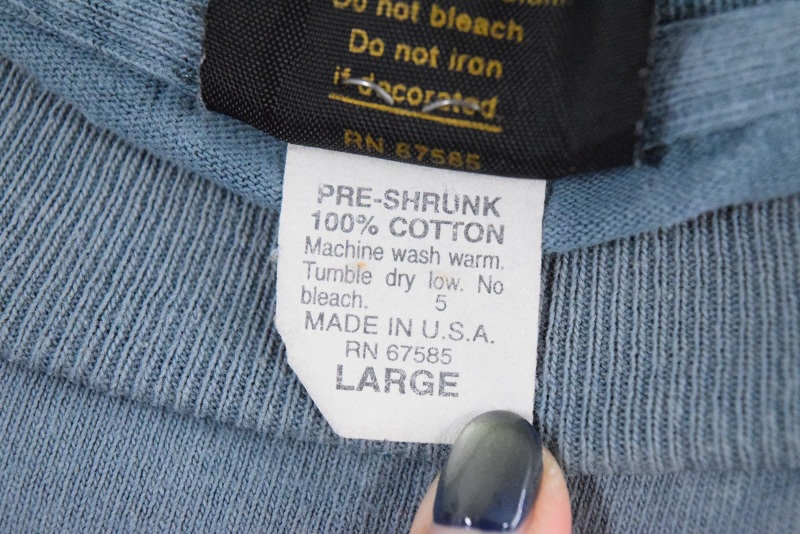 Do not bleach
Do not iron
if decorated
RN 67585
PRE-SHRUNK
100% COTTON
Machine wash warm.
Tumble dry low. No
bleach. 5
MADE IN U.S.A.
RN 67585
LARGE